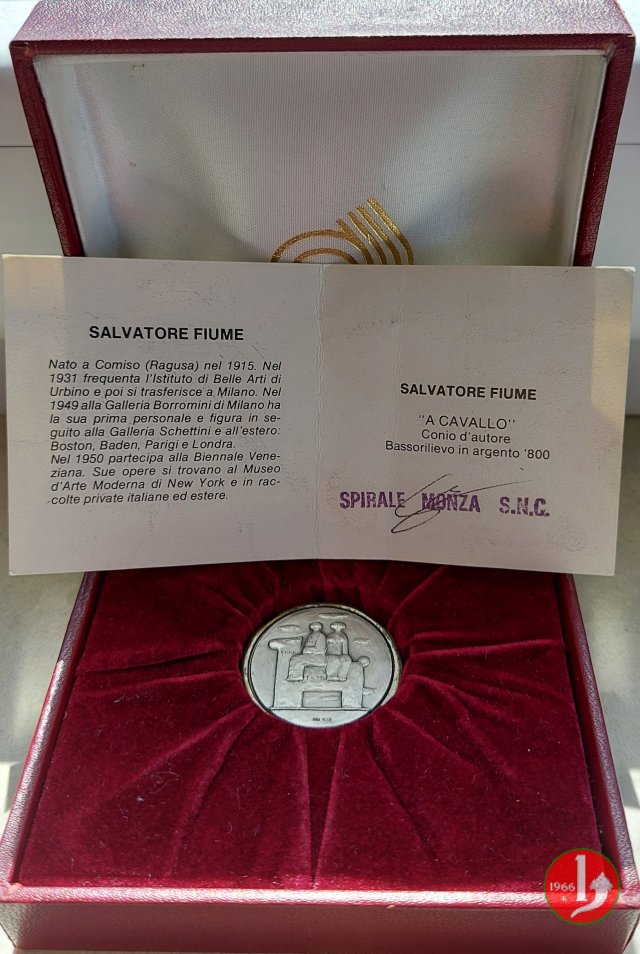 SALVATORE FIUME
Nato a Comiso (Ragusa) nel 1915. Nel
1931 frequenta l'Istituto di Belle Arti di
Urbino e poi si trasferisce a Milano. Nel
1949 alla Galleria Borromini di Milano ha
la sua prima personale e figura in se-
guito alla Galleria Schettini e all'estero:
Boston, Baden, Parigi e Londra.
Nel 1950 partecipa alla Biennale Vene-
ziana. Sue opere si trovano al Museo
d'Arte Moderna di New York e in rac-
colte private italiane ed estere.
SALVATORE FIUME
"A CAVALLO"
Conio d'autore
Bassorilievo in argento '800
SPIRALE MONZA S.N.C.
1966